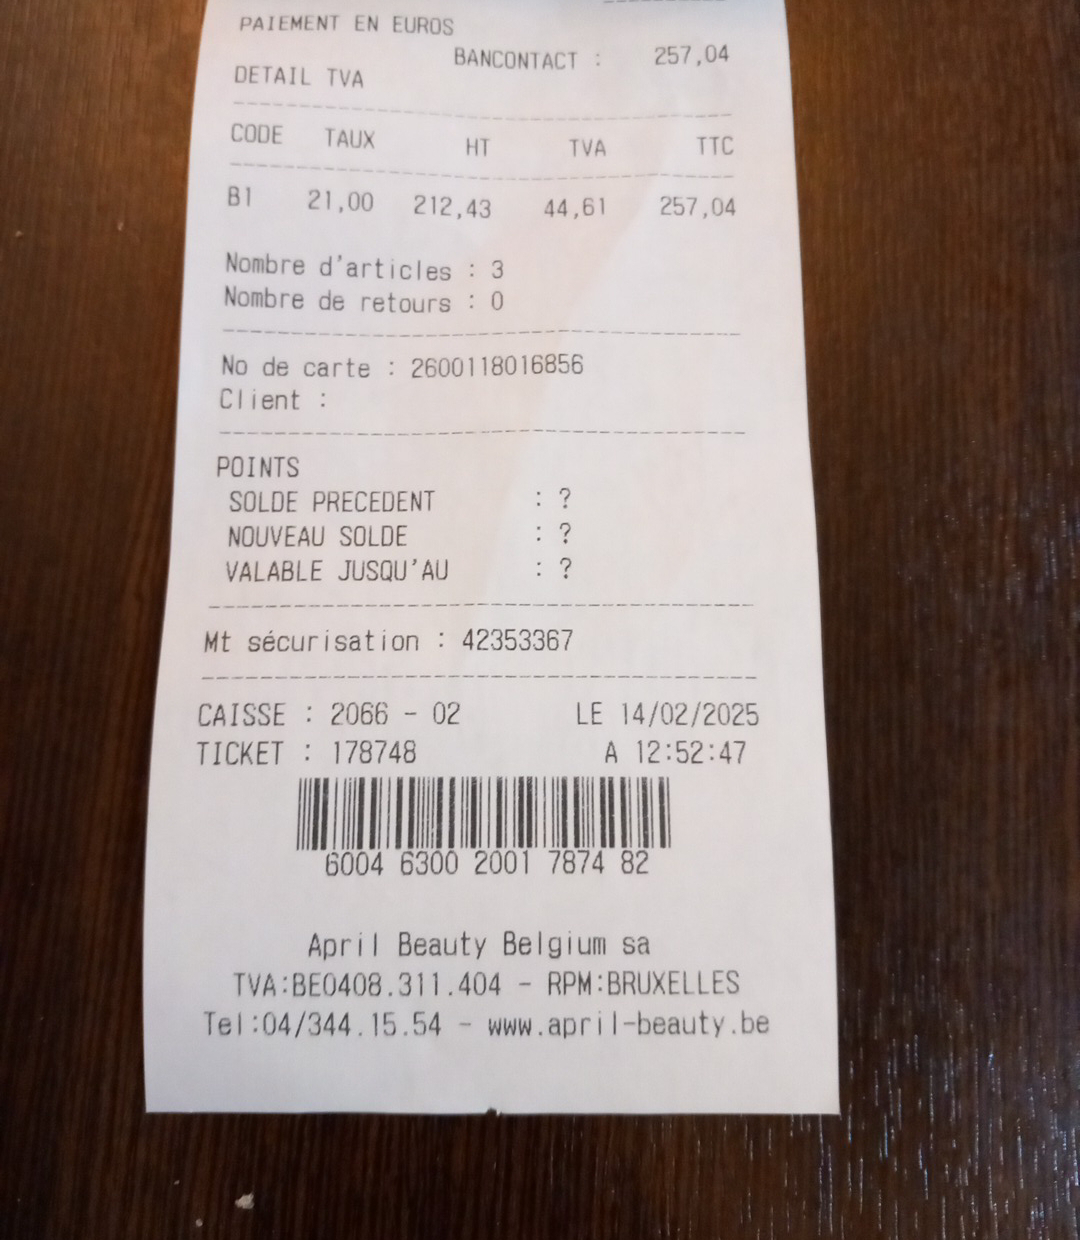 PAIEMENT EN EUROS
BANCONTACT : 257,04
DETAIL TVA
CODE TAUX HT TVA TTC
B1 21,00 212,43 44,61 257,04
Nombre d'articles : 3
Nombre de retours : 0
No de carte : 2600118016856
Client :
POINTS
SOLDE PRECEDENT : ?
NOUVEAU SOLDE : ?
VALABLE JUSQU'AU : ?
Mt sécurisation : 42353367
CAISSE : 2066 - 02 LE 14/02/2025
TICKET : 178748 A 12:52:47
6004 6300 2001 7874 82
April Beauty Belgium sa
TVA:BE0408.311.404 - RPM:BRUXELLES
Tel:04/344.15.54 - www.april-beauty.be